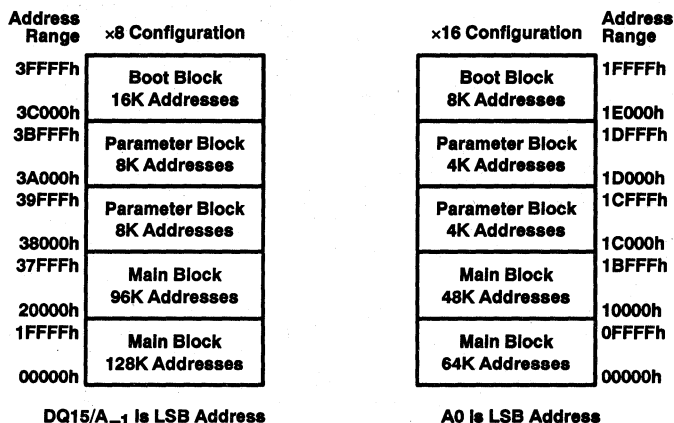 Address
Range
×8 Configuration
3FFFFh
Boot Block
16K Addresses
3C000h
3BFFFh
Parameter Block
8K Addresses
3A000h
39FFFh
Parameter Block
8K Addresses
38000h
37FFFh
Main Block
96K Addresses
20000h
1FFFFh
Main Block
128K Addresses
00000h
DQ15/A–1 Is LSB Address
×16 Configuration
Address
Range
Boot Block
8K Addresses
1FFFFh
1E000h
Parameter Block
4K Addresses
1DFFFh
1D000h
Parameter Block
4K Addresses
1CFFFh
1C000h
Main Block
48K Addresses
1BFFFh
10000h
Main Block
64K Addresses
0FFFFh
00000h
A0 Is LSB Address